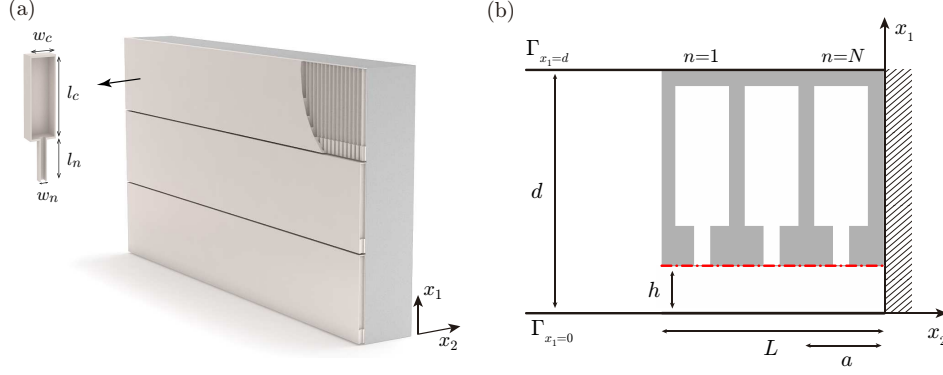 (a)
w_c
l_c
l_n
w_n
x_1
x_2
(b)
x_1
Γ_{x_1=d}
n=1
n=N
d
h
Γ_{x_1=0}
x_2
L
a